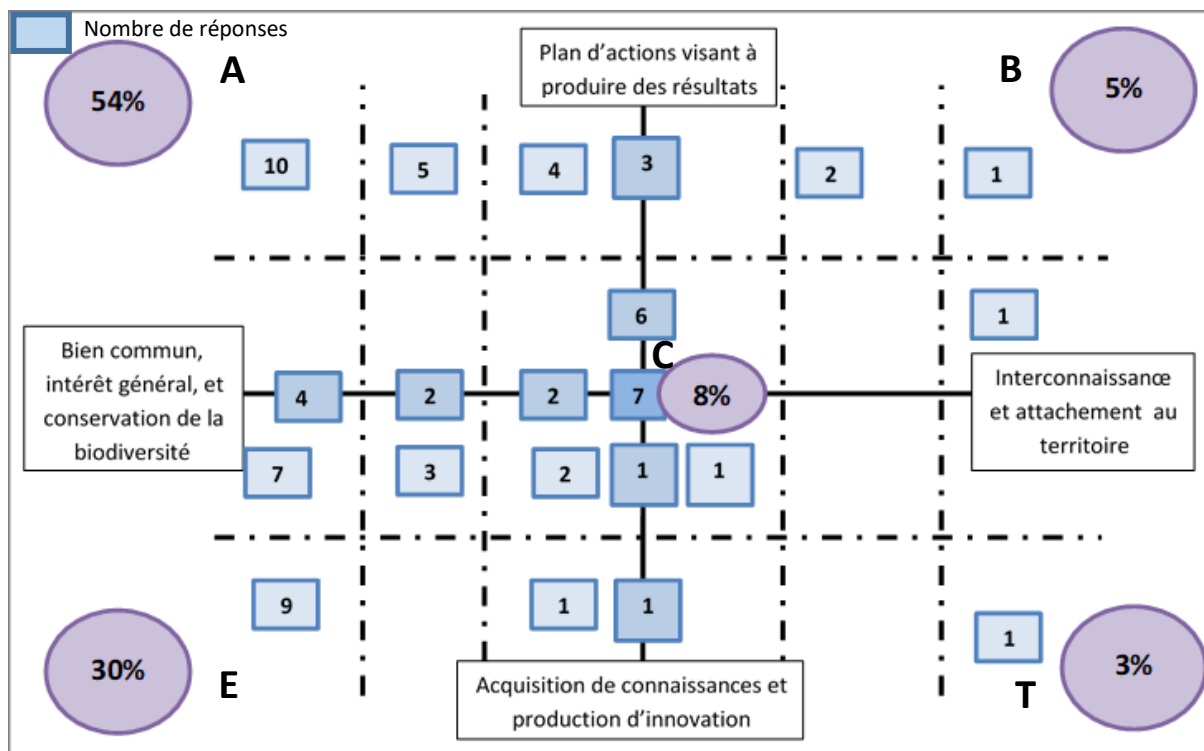 Nombre de réponses
A
B
54%
5%
Plan d'actions visant à
produire des résultats
10
5
4
3
2
1
6
1
C
Bien commun,
intérêt général, et
conservation de la
biodiversité
4
2
2
7
8%
Interconnaissance
et attachement au
territoire
7
3
2
1
1
9
1
1
1
30%
E
Acquisition de connaissances et
production d'innovation
3%
T